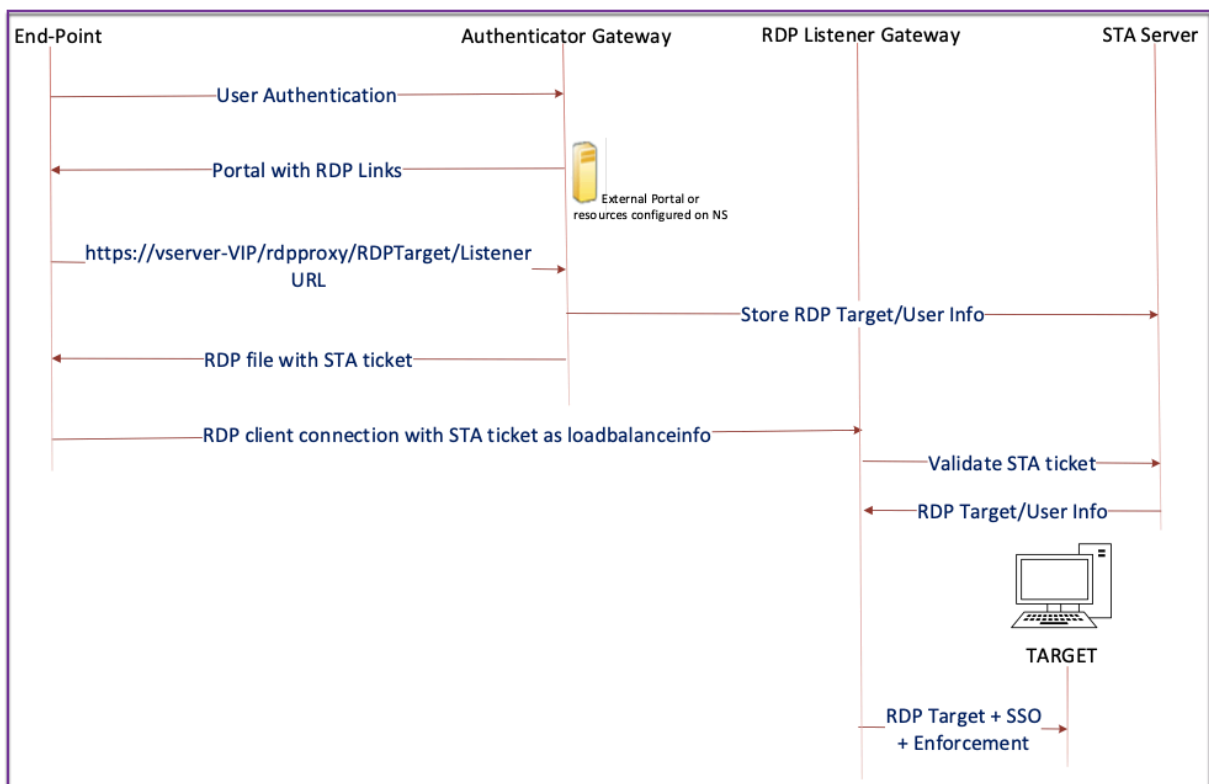 End-Point
Authenticator Gateway
RDP Listener Gateway
STA Server
User Authentication
Portal with RDP Links
External Portal or
resources configured on NS
https://vserver-VIP/rdpproxy/RDPTarget/Listener
URL
Store RDP Target/User Info
RDP file with STA ticket
RDP client connection with STA ticket as loadbalanceinfo
Validate STA ticket
RDP Target/User Info
TARGET
RDP Target + SSO
+ Enforcement